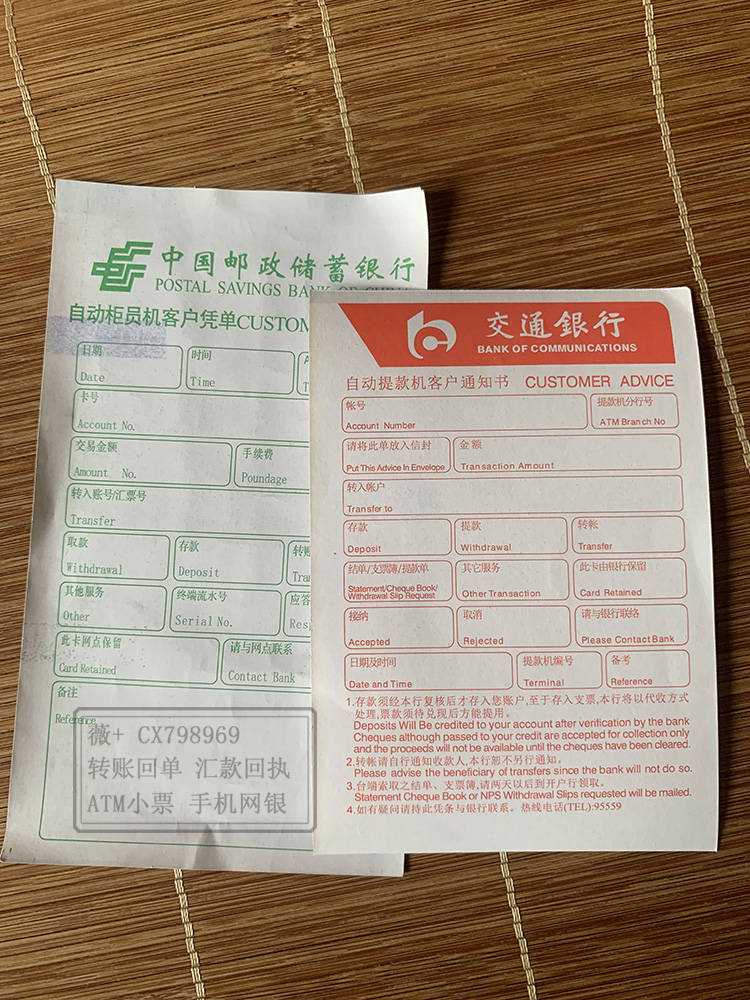 中国邮政储蓄银行
POSTAL SAVINGS BANK OF CHINA
自动柜员机客户凭单CUSTOM
日期
Date
时间
Time
A
T
卡号
Account No.
交易金额
Amount No.
手续费
Poundage
转入账号/汇票号
Transfer
取款
Withdrawal
存款
Deposit
转账
Tran
其他服务
Other
终端流水号
Serial No.
应答
Res
此卡网点保留
Card Retained
请与网点联系
Contact Bank
备注
Reference
薇+ CX798969
转账回单 汇款回执
ATM小票 手机网银
交通銀行
BANK OF COMMUNICATIONS
自动提款机客户通知书 CUSTOMER ADVICE
帐号
Account Number
提款机分行号
ATM Branch No
请将此单放入信封
Put This Advice In Envelope
金额
Transaction Amount
转入帐户
Transfer to
存款
Deposit
提款
Withdrawal
转帐
Transfer
结单/支票簿/提款单
Statement/Cheque Book/
Withdrawal Slip Request
其它服务
Other Transaction
此卡由银行保留
Card Retained
接纳
Accepted
取消
Rejected
请与银行联络
Please Contact Bank
日期及时间
Date and Time
提款机编号
Terminal
备考
Reference
1.存款须经本行复核后才存入您账户,至于存入支票,本行将以代收方式
处理,票款须待兑现后方能提用。
Deposits Will Be credited to your account after verification by the bank
Cheques although passed to your credit are accepted for collection only
and the proceeds will not be available until the cheques have been cleared.
2.转帐请自行通知收款人,本行恕不另行通知。
Please advise the beneficiary of transfers since the bank will not do so.
3.台端索取之结单、支票簿,请两天以后到开户行领取。
Statement Cheque Book or NPS Withdrawal Slips requested will be mailed.
4.如有疑问请持此凭条与银行联系。热线电话(TEL):95559